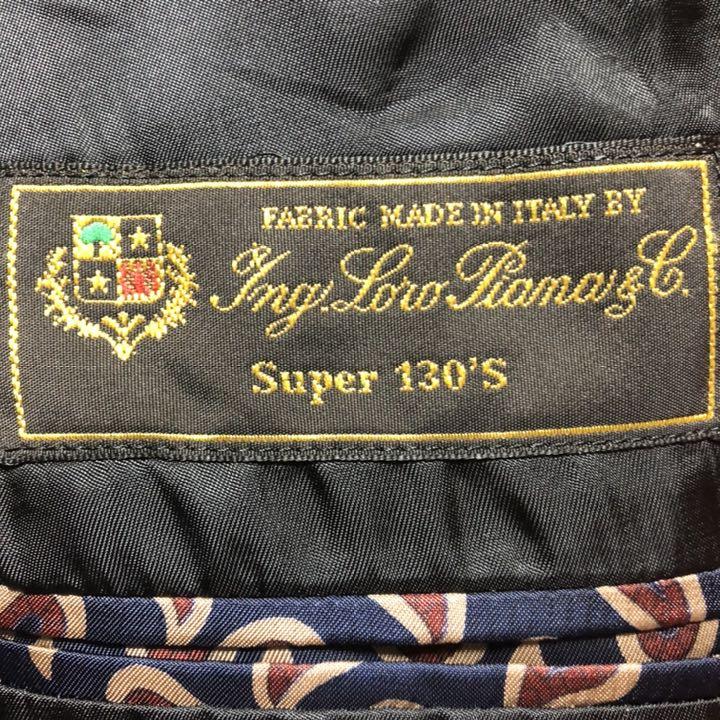 FABRIC MADE IN ITALY BY
Ing. Loro Piana & C.
Super 130'S